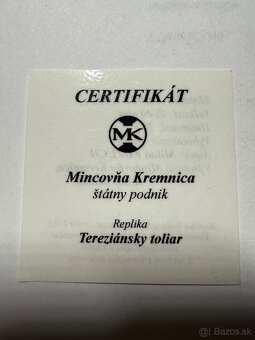 CERTIFIKÁT
MK
Mincovňa Kremnica
štátny podnik
Replika
Tereziánsky toliar
Bazos.sk